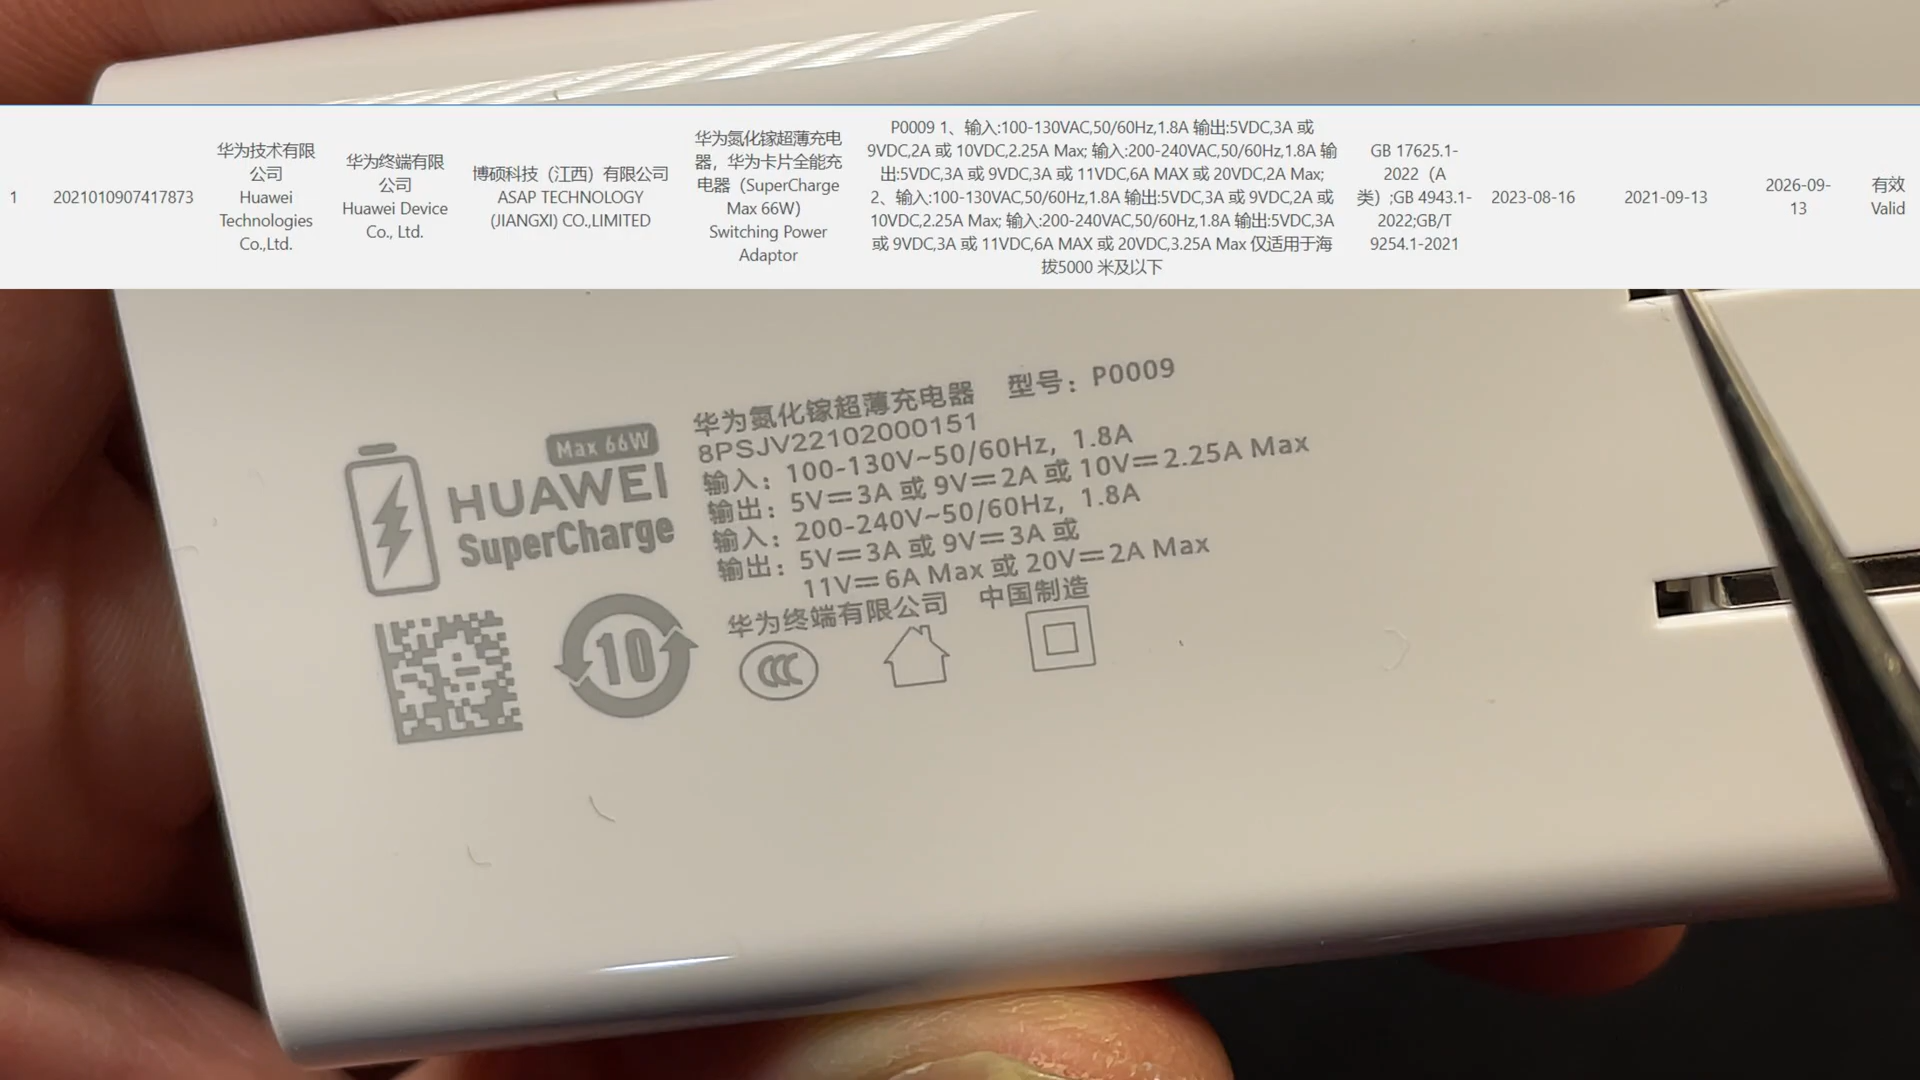 1
2021010907417873
华为技术有限
公司
Huawei
Technologies
Co.,Ltd.
华为终端有限
公司
Huawei Device
Co., Ltd.
博硕科技（江西）有限公司
ASAP TECHNOLOGY
(JIANGXI) CO.,LIMITED
华为氮化镓超薄充电
器，华为卡片全能充
电器（SuperCharge
Max 66W）
Switching Power
Adaptor
P0009 1、输入:100-130VAC,50/60Hz,1.8A 输出:5VDC,3A 或
9VDC,2A 或 10VDC,2.25A Max; 输入:200-240VAC,50/60Hz,1.8A 输
出:5VDC,3A 或 9VDC,3A 或 11VDC,6A MAX 或 20VDC,2A Max;
2、输入:100-130VAC,50/60Hz,1.8A 输出:5VDC,3A 或 9VDC,2A 或
10VDC,2.25A Max; 输入:200-240VAC,50/60Hz,1.8A 输出:5VDC,3A
或 9VDC,3A 或 11VDC,6A MAX 或 20VDC,3.25A Max 仅适用于海
拔5000 米及以下
GB 17625.1-
2022（A
类）;GB 4943.1-
2022;GB/T
9254.1-2021
2023-08-16
2021-09-13
2026-09-
13
有效
Valid
Max 66W
HUAWEI
SuperCharge
华为氮化镓超薄充电器 型号：P0009
8PSJV22102000151
输入：100-130V~50/60Hz, 1.8A
输出：5V⎓3A 或 9V⎓2A 或 10V⎓2.25A Max
输入：200-240V~50/60Hz, 1.8A
输出：5V⎓3A 或 9V⎓3A 或
11V⎓6A Max 或 20V⎓2A Max
华为终端有限公司 中国制造
10
CCC